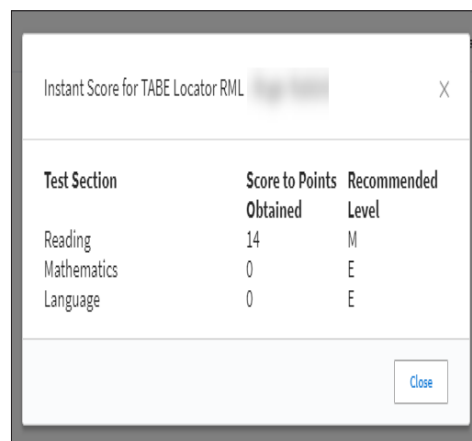 Instant Score for TABE Locator RML
Test Section Score to Points Recommended
Obtained Level
Reading 14 M
Mathematics 0 E
Language 0 E
Close